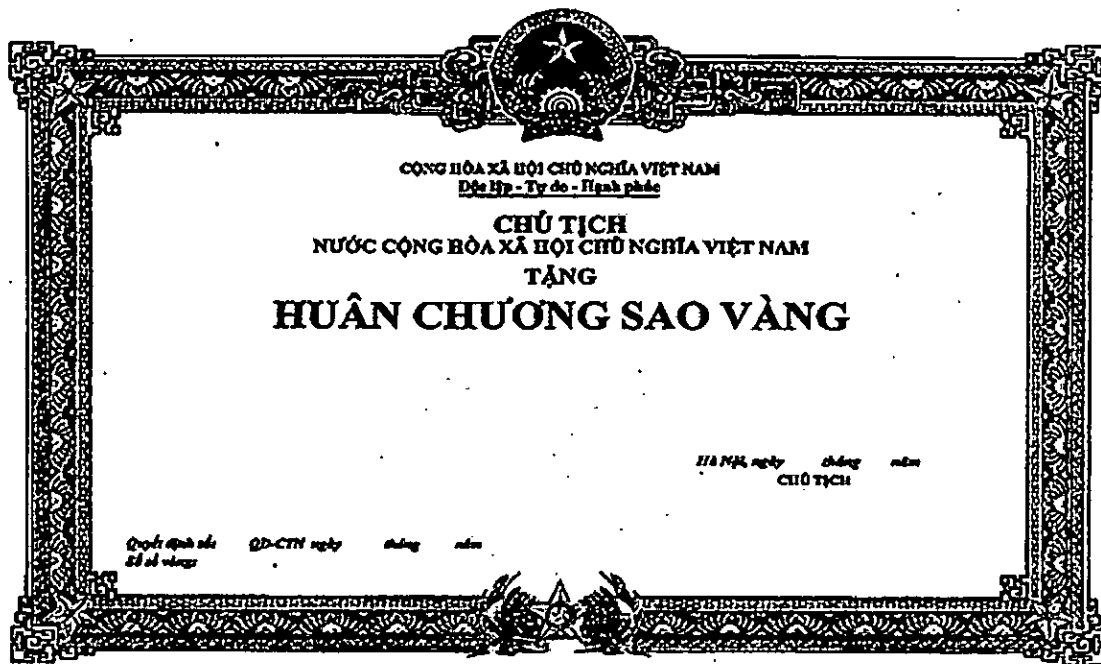 CỘNG HÒA XÃ HỘI CHỦ NGHĨA VIỆT NAM
Độc lập - Tự do - Hạnh phúc
CHỦ TỊCH
NƯỚC CỘNG HÒA XÃ HỘI CHỦ NGHĨA VIỆT NAM
TẶNG
HUÂN CHƯƠNG SAO VÀNG
Hà Nội, ngày tháng năm
CHỦ TỊCH
Quyết định số: QĐ-CTN ngày tháng năm
Số sổ vàng: